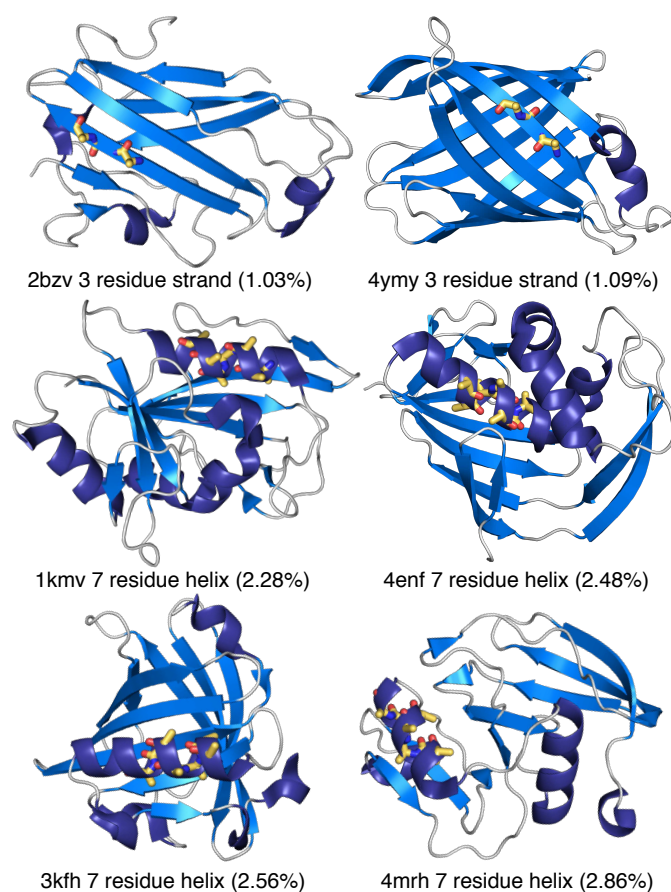 2bzv 3 residue strand (1.03%)
4ymy 3 residue strand (1.09%)
1kmv 7 residue helix (2.28%)
4enf 7 residue helix (2.48%)
3kfh 7 residue helix (2.56%)
4mrh 7 residue helix (2.86%)